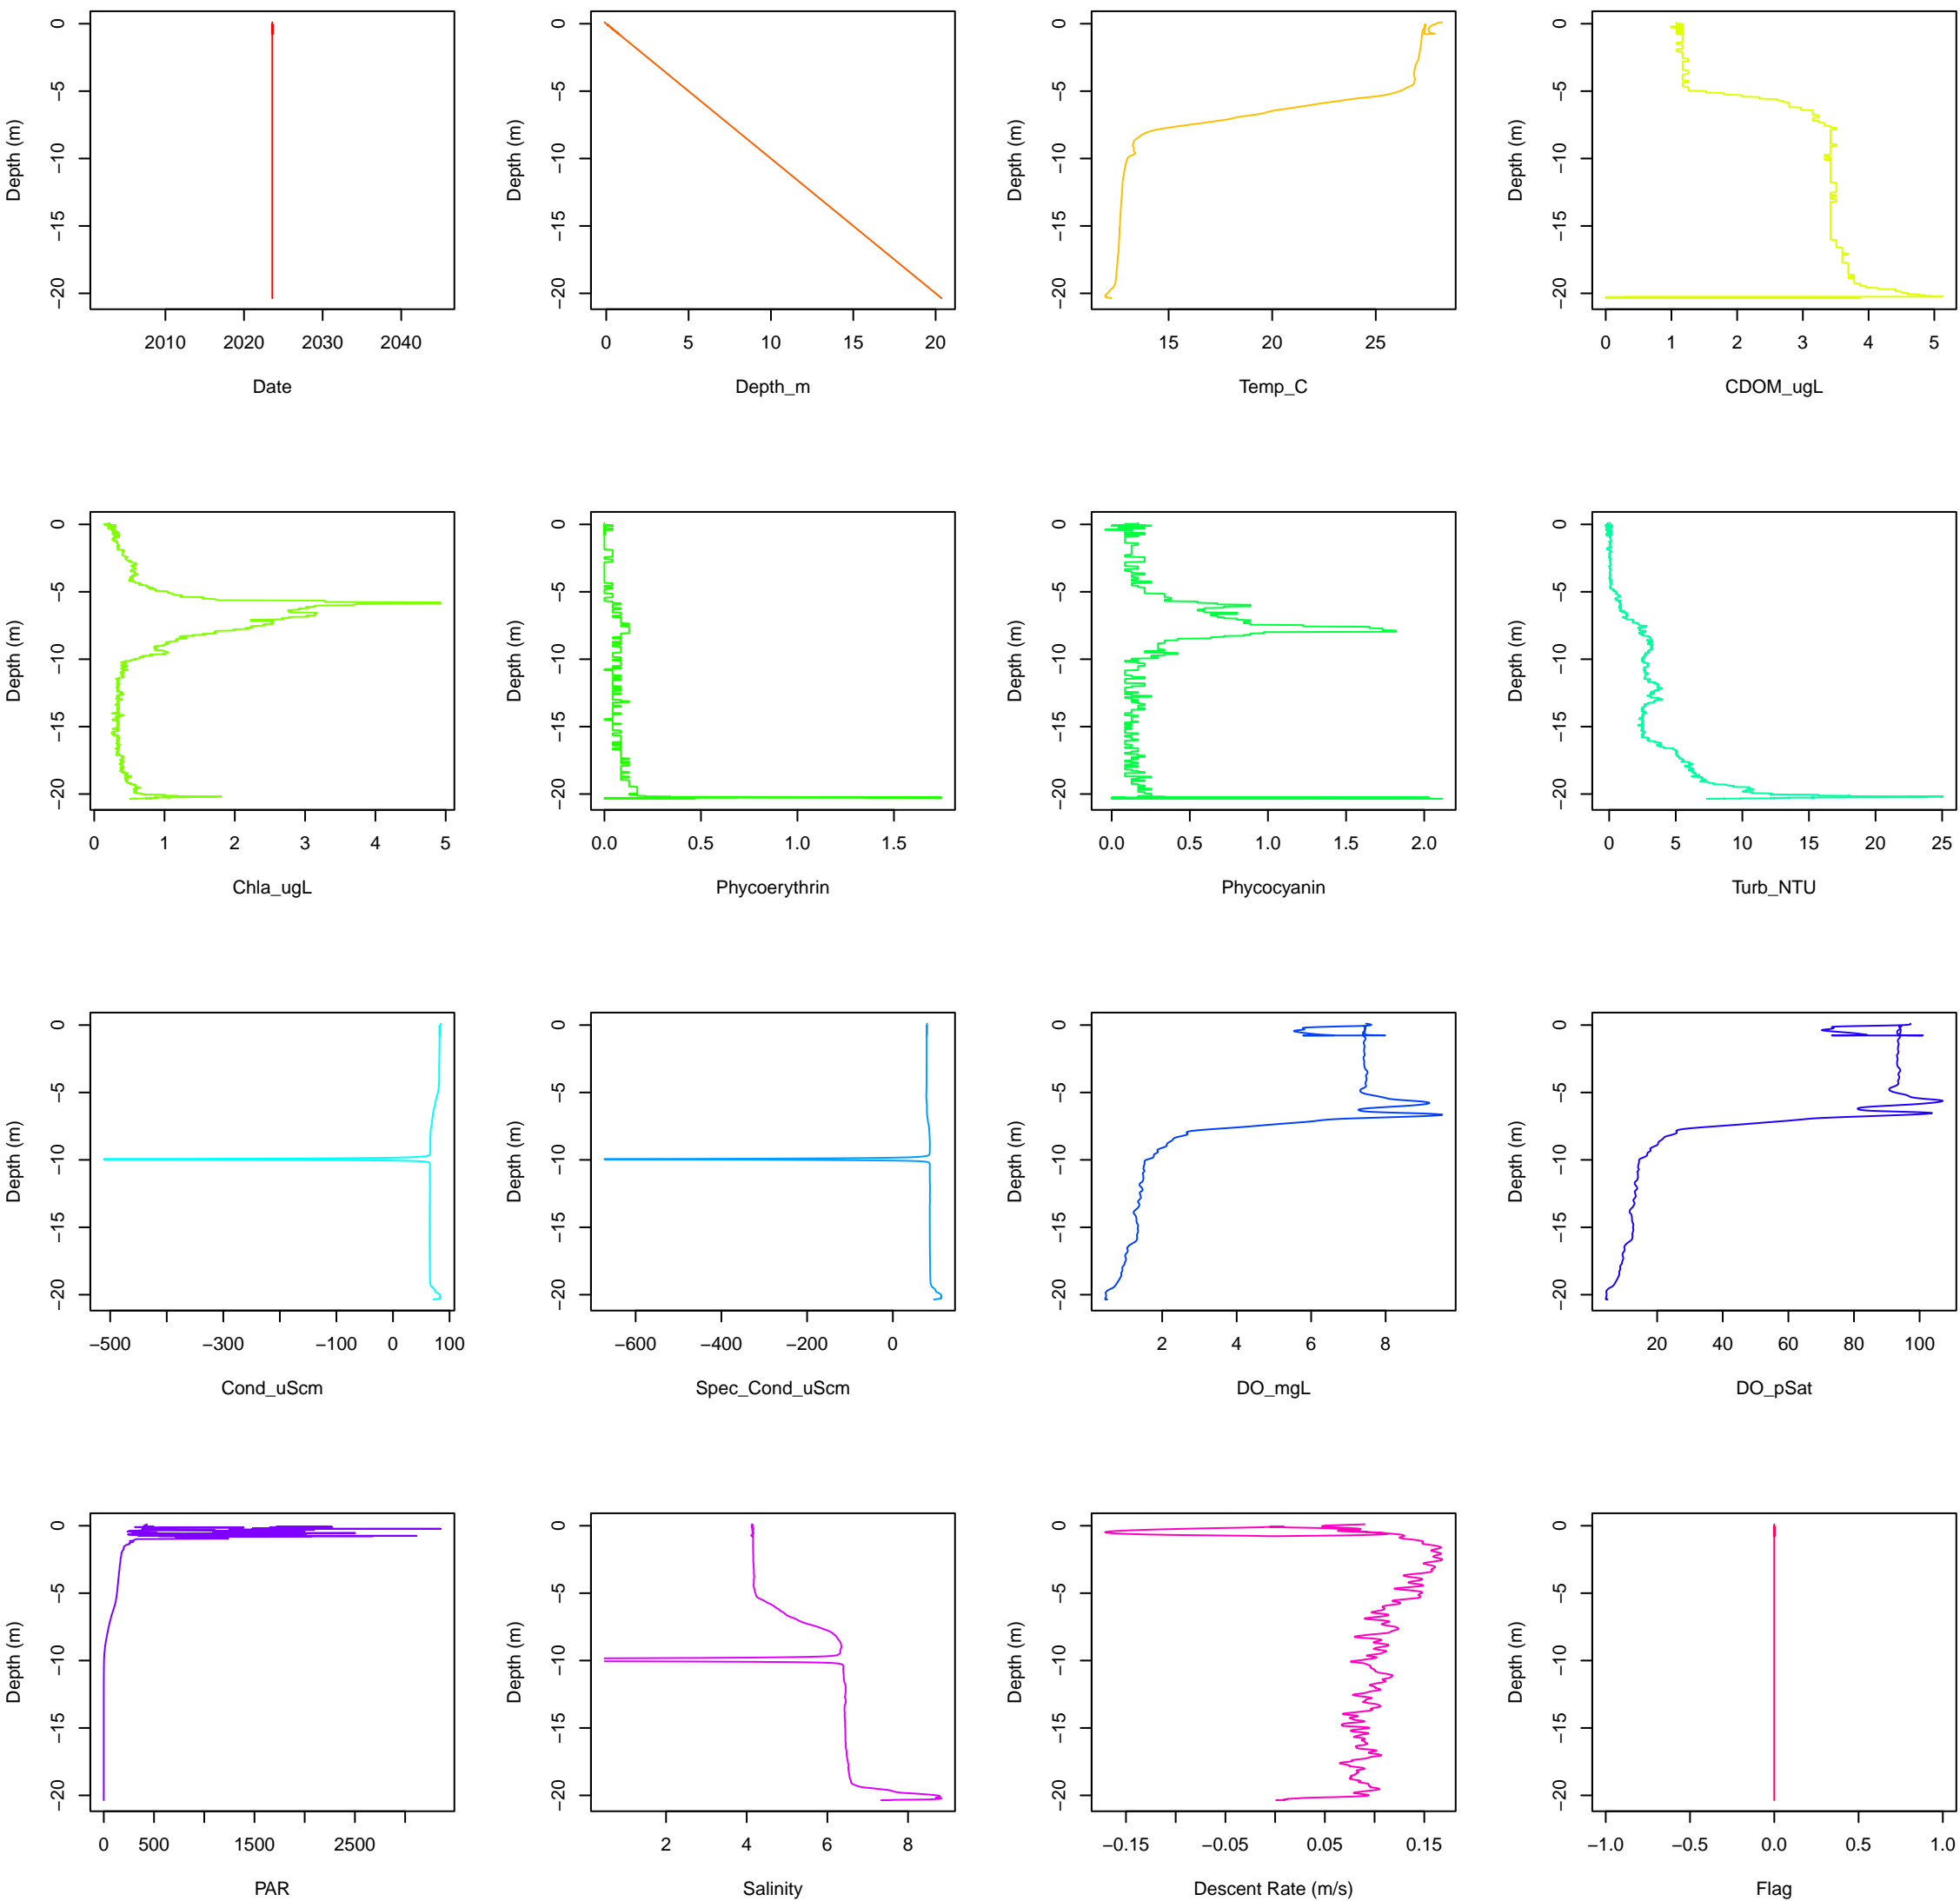 0
−5
−10
−15
−20
Depth (m)
2010 2020 2030 2040
Date
0
−5
−10
−15
−20
Depth (m)
0 5 10 15 20
Depth_m
0
−5
−10
−15
−20
Depth (m)
15 20 25
Temp_C
0
−5
−10
−15
−20
Depth (m)
0 1 2 3 4 5
CDOM_ugL
0
−5
−10
−15
−20
Depth (m)
0 1 2 3 4 5
Chla_ugL
0
−5
−10
−15
−20
Depth (m)
0.0 0.5 1.0 1.5
Phycoerythrin
0
−5
−10
−15
−20
Depth (m)
0.0 0.5 1.0 1.5 2.0
Phycocyanin
0
−5
−10
−15
−20
Depth (m)
0 5 10 15 20 25
Turb_NTU
0
−5
−10
−15
−20
Depth (m)
−500 −300 −100 0 100
Cond_uScm
0
−5
−10
−15
−20
Depth (m)
−600 −400 −200 0
Spec_Cond_uScm
0
−5
−10
−15
−20
Depth (m)
2 4 6 8
DO_mgL
0
−5
−10
−15
−20
Depth (m)
20 40 60 80 100
DO_pSat
0
−5
−10
−15
−20
Depth (m)
0 500 1500 2500
PAR
0
−5
−10
−15
−20
Depth (m)
2 4 6 8
Salinity
0
−5
−10
−15
−20
Depth (m)
−0.15 −0.05 0.05 0.15
Descent Rate (m/s)
0
−5
−10
−15
−20
Depth (m)
−1.0 −0.5 0.0 0.5 1.0
Flag